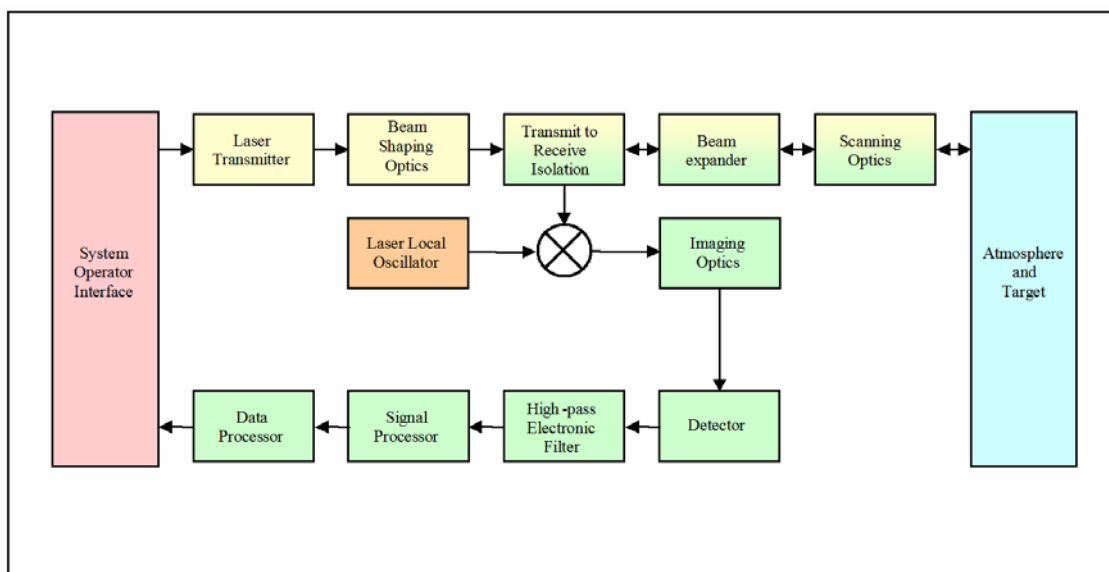 System
Operator
Interface
Laser
Transmitter
Beam
Shaping
Optics
Transmit to
Receive
Isolation
Beam
expander
Scanning
Optics
Atmosphere
and
Target
Laser Local
Oscillator
Imaging
Optics
Data
Processor
Signal
Processor
High-pass
Electronic
Filter
Detector